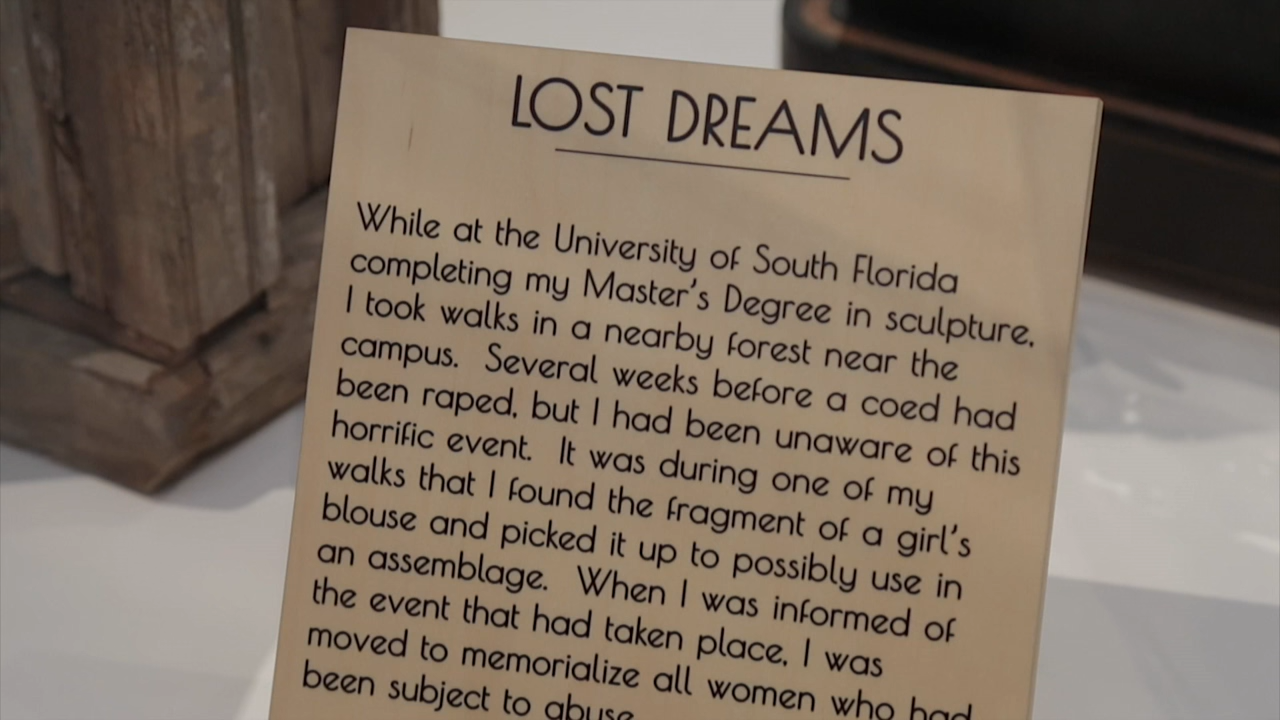 LOST DREAMS
While at the University of South Florida
completing my Master's Degree in sculpture,
I took walks in a nearby forest near the
campus. Several weeks before a coed had
been raped, but I had been unaware of this
horrific event. It was during one of my
walks that I found the fragment of a girl's
blouse and picked it up to possibly use in
an assemblage. When I was informed of
the event that had taken place, I was
moved to memorialize all women who had
been subject to abuse